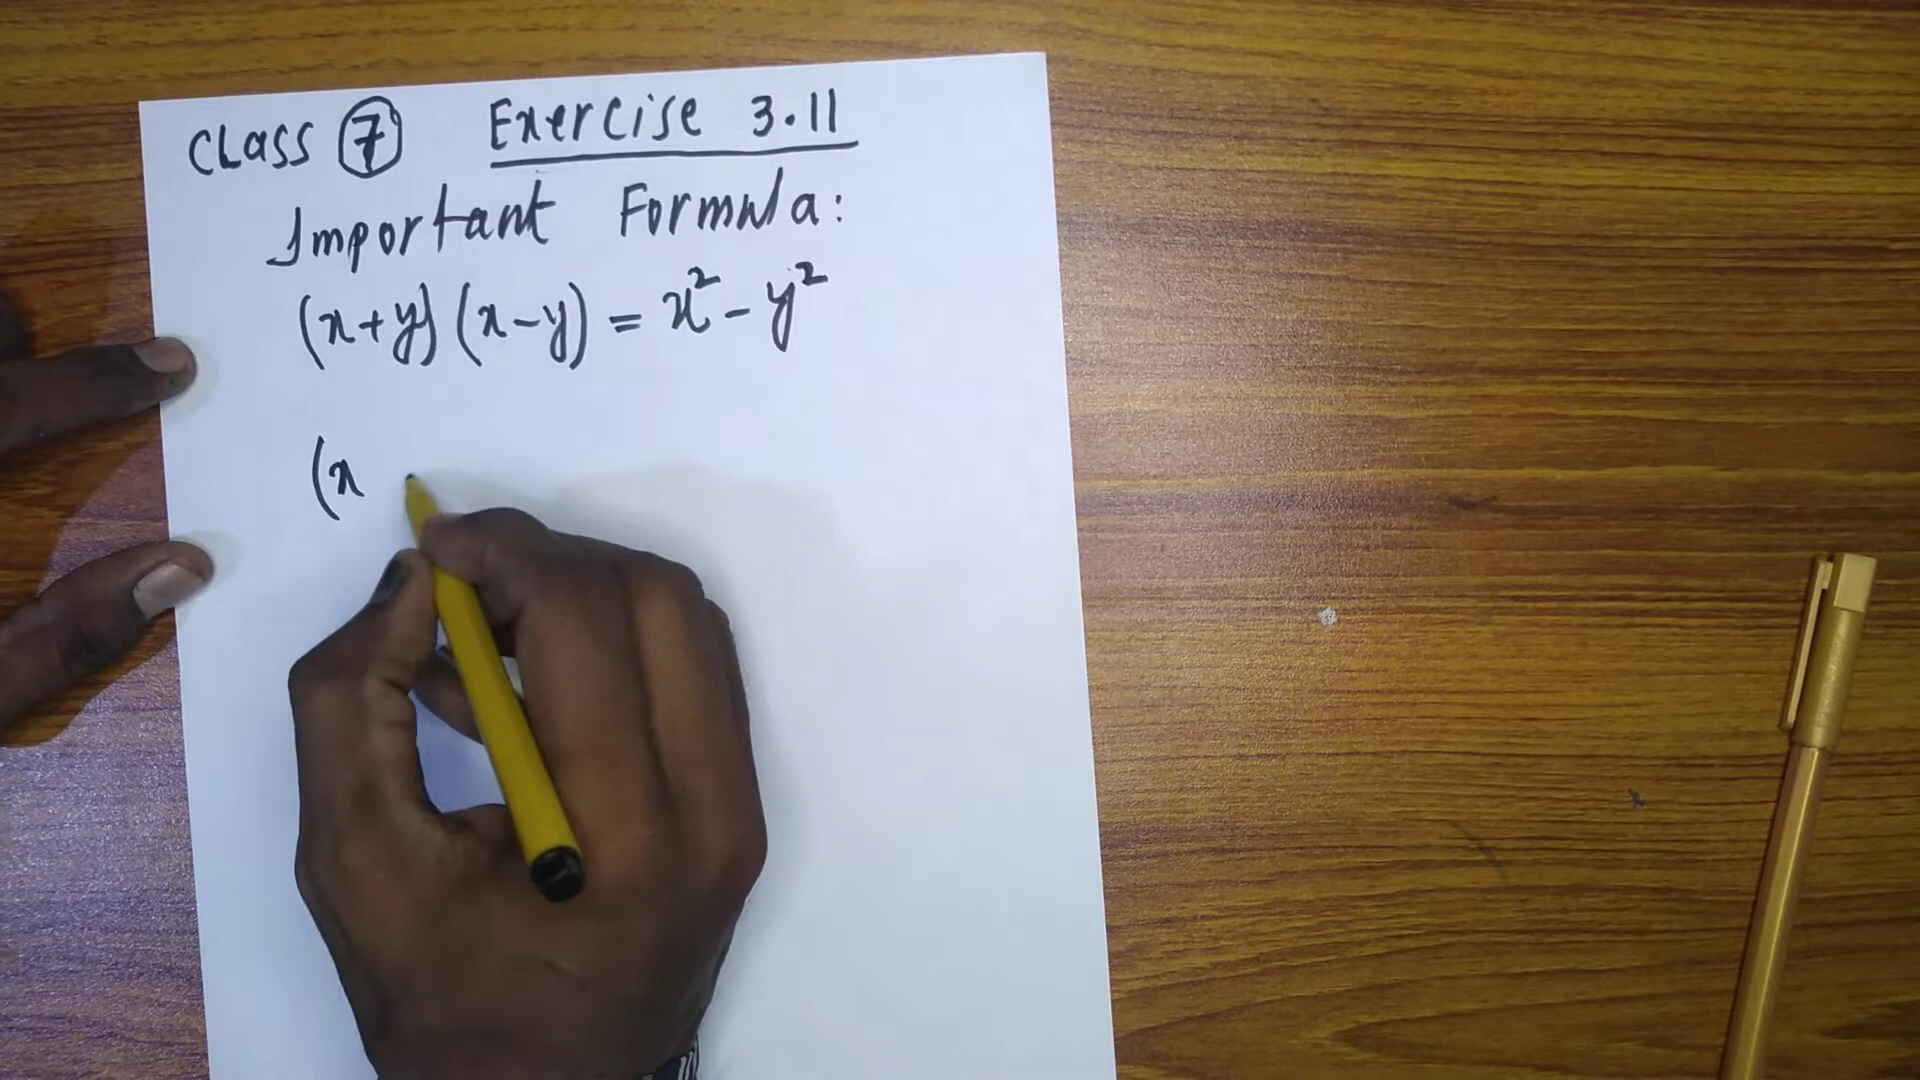 CLASS 7 Exercise 3.11
Important Formula:
(x+y) (x-y) = x² - y²
(x